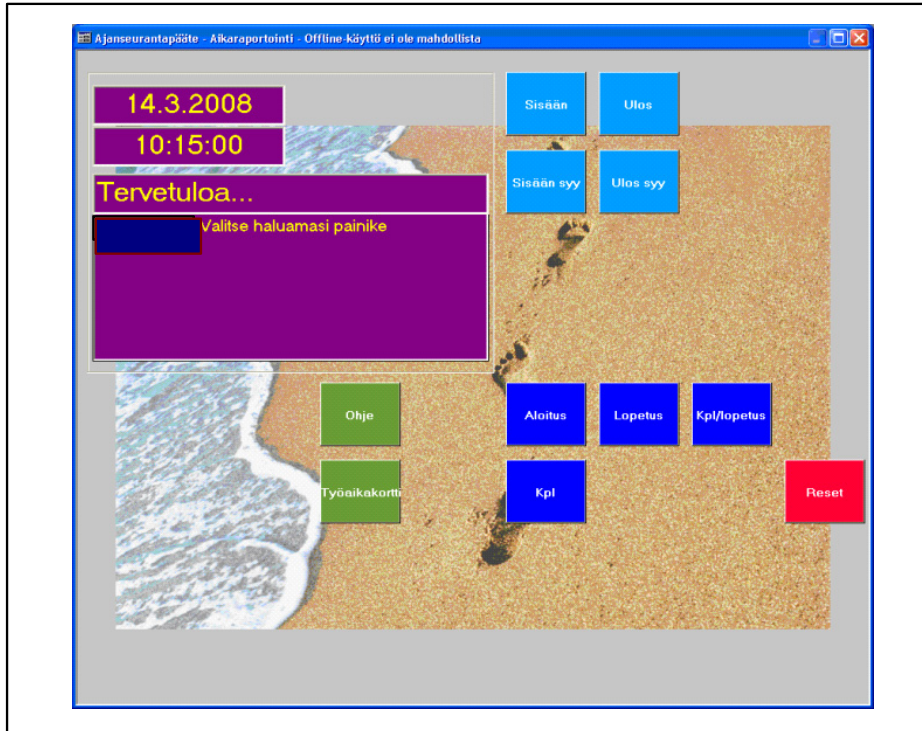 Ajanseurantapääte - Aikaraportointi - Offline-käyttö ei ole mahdollista
14.3.2008
10:15:00
Tervetuloa...
Valitse haluamasi painike
Sisään
Ulos
Sisään syy
Ulos syy
Ohje
Aloitus
Lopetus
Kpl/lopetus
Työaikakortti
Kpl
Reset